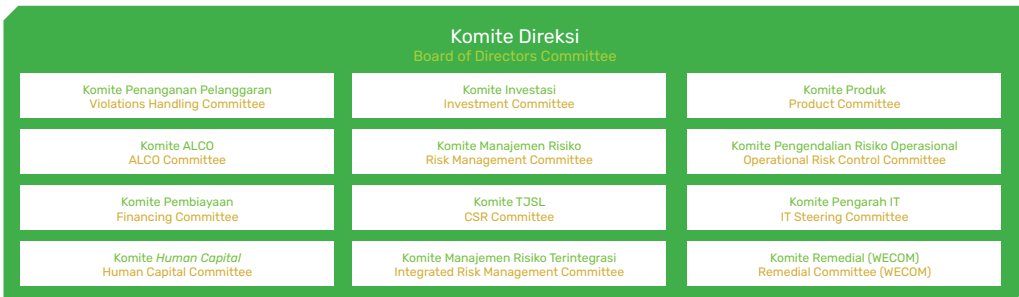 Komite Direksi
Board of Directors Committee
Komite Penanganan Pelanggaran
Violations Handling Committee
Komite Investasi
Investment Committee
Komite Produk
Product Committee
Komite ALCO
ALCO Committee
Komite Manajemen Risiko
Risk Management Committee
Komite Pengendalian Risiko Operasional
Operational Risk Control Committee
Komite Pembiayaan
Financing Committee
Komite TJSL
CSR Committee
Komite Pengarah IT
IT Steering Committee
Komite Human Capital
Human Capital Committee
Komite Manajemen Risiko Terintegrasi
Integrated Risk Management Committee
Komite Remedial (WECOM)
Remedial Committee (WECOM)